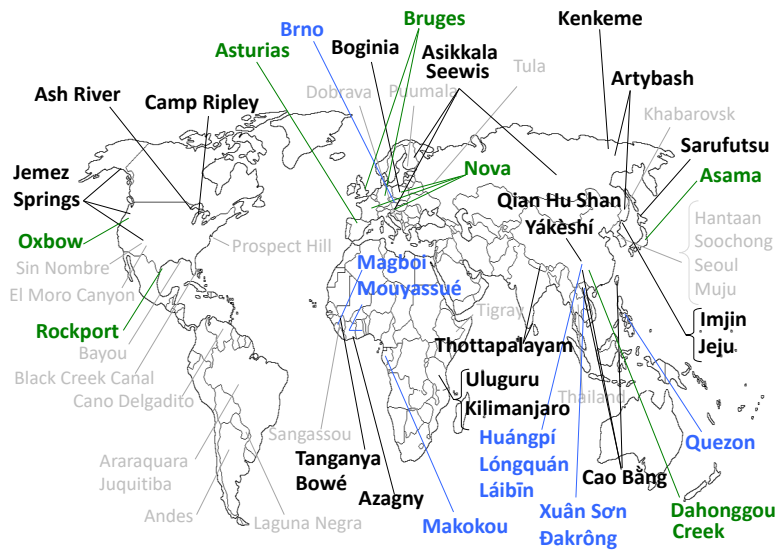 Kenkeme
Bruges
Brno
Boginia
Asikkala
Seewis
Asturias
Tula
Artybash
Dobrava
Puumala
Ash River
Camp Ripley
Khabarovsk
Sarufutsu
Jemez
Springs
Nova
Asama
Qian Hu Shan
Yákèshí
Hantaan
Soochong
Seoul
Muju
Oxbow
Prospect Hill
Sin Nombre
Magboi
Mouyassué
El Moro Canyon
Tigray
Imjin
Jeju
Rockport
Bayou
Thottapalayam
Black Creek Canal
Uluguru
Kilimanjaro
Thailand
Cano Delgadito
Sangassou
Huángpí
Lóngquán
Láibīn
Quezon
Araraquara
Juquitiba
Tanganya
Bowé
Cao Bằng
Azagny
Xuân Sơn
Đakrông
Dahonggou
Creek
Andes
Laguna Negra
Makokou